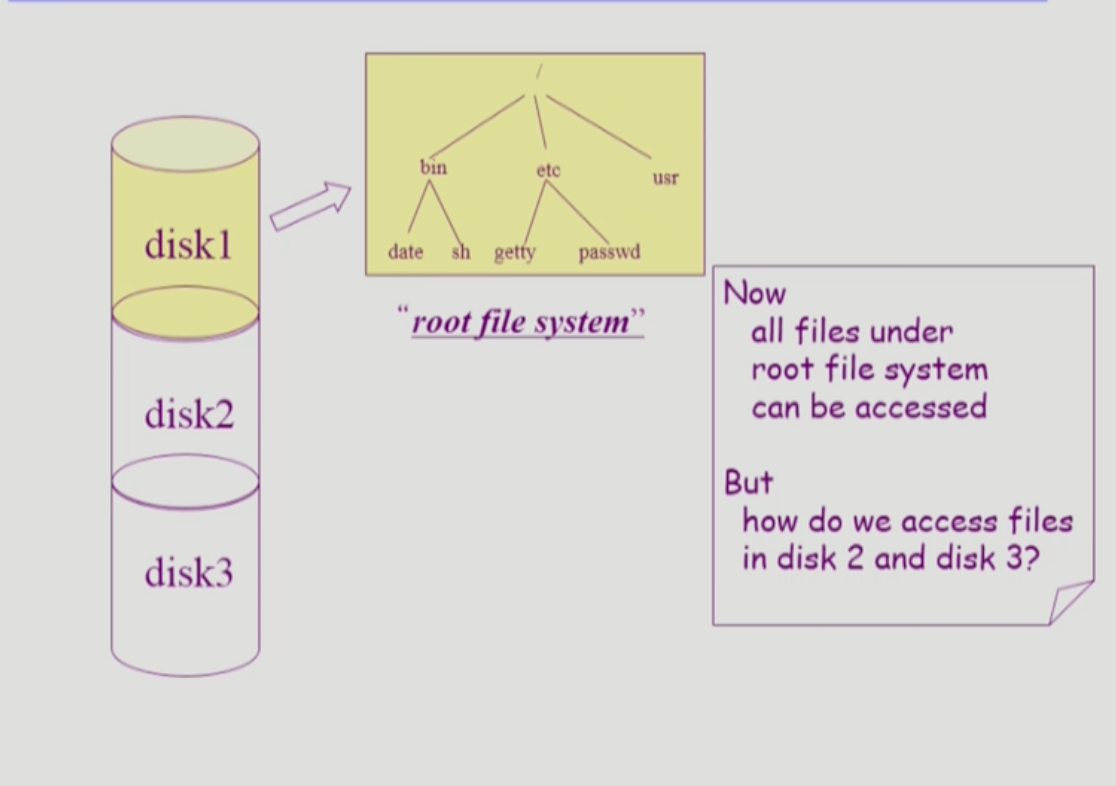 disk1
disk2
disk3
/
bin etc usr
date sh getty passwd
“root file system”
Now
all files under
root file system
can be accessed
But
how do we access files
in disk 2 and disk 3?